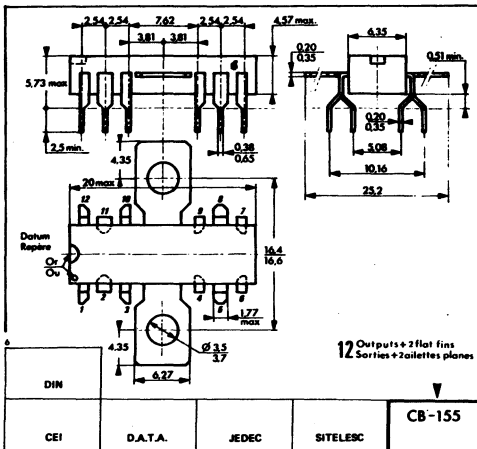 2,54 2,54 7,62 2,54 2,54
3,81 3,81
4,57 max.
6,35
0,20
0,35
0,51 min.
5,73 max
6
2,5 min.
4,35
0,38
0,65
0,20
0,35
5,08
10,16
25,2
20 max
12 11 10 9 8 7
Datum
Repère
Or
Ou
16,4
16,6
1 2 3 4 5 6
1,77
max
4,35
Ø 3,5
3,7
6,27
12 Outputs + 2 flat fins
Sorties + 2 ailettes planes
6
DIN
CB-155
CEI D.A.T.A. JEDEC SITELESC